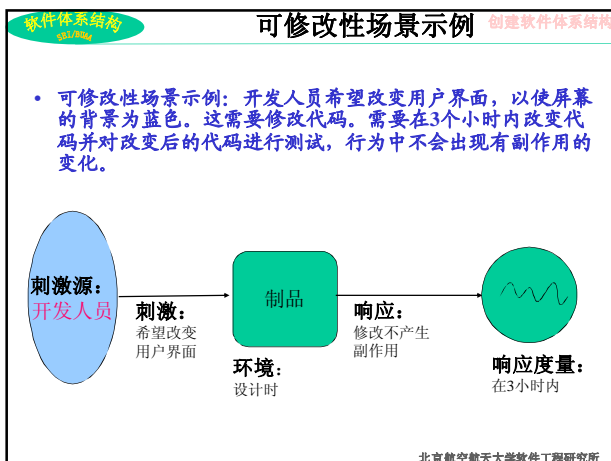 软件体系结构
SEI/BUAA
可修改性场景示例
创建软件体系结构
• 可修改性场景示例：开发人员希望改变用户界面，以使屏幕
的背景为蓝色。这需要修改代码。需要在3个小时内改变代
码并对改变后的代码进行测试，行为中不会出现有副作用的
变化。
刺激源：
开发人员
刺激：
希望改变
用户界面
制品
环境：
设计时
响应：
修改不产生
副作用
响应度量：
在3小时内
北京航空航天大学软件工程研究所